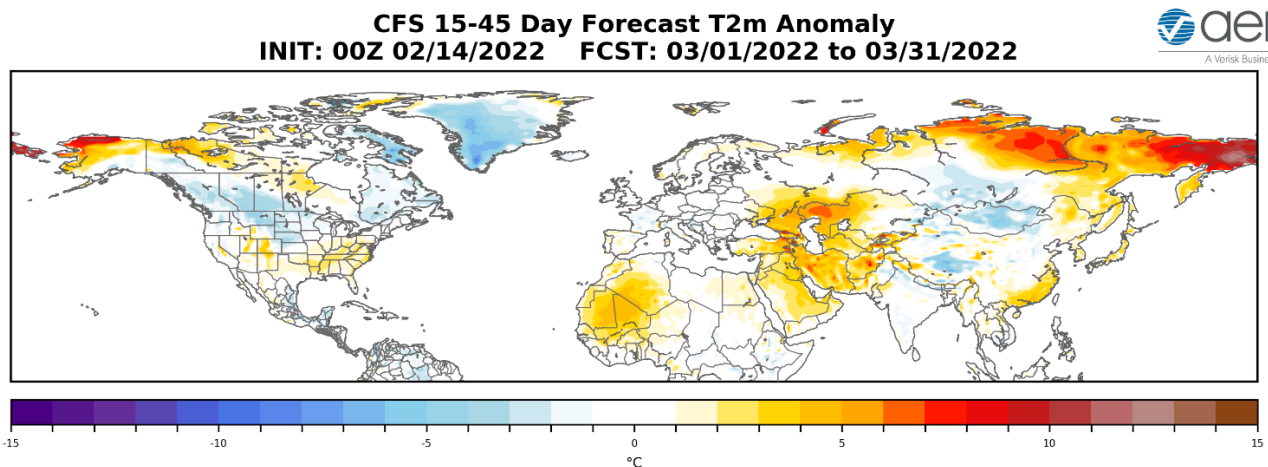 CFS 15-45 Day Forecast T2m Anomaly
INIT: 00Z 02/14/2022    FCST: 03/01/2022 to 03/31/2022
aer
A Verisk Busin
-15 -10 -5 0 5 10 15
°C